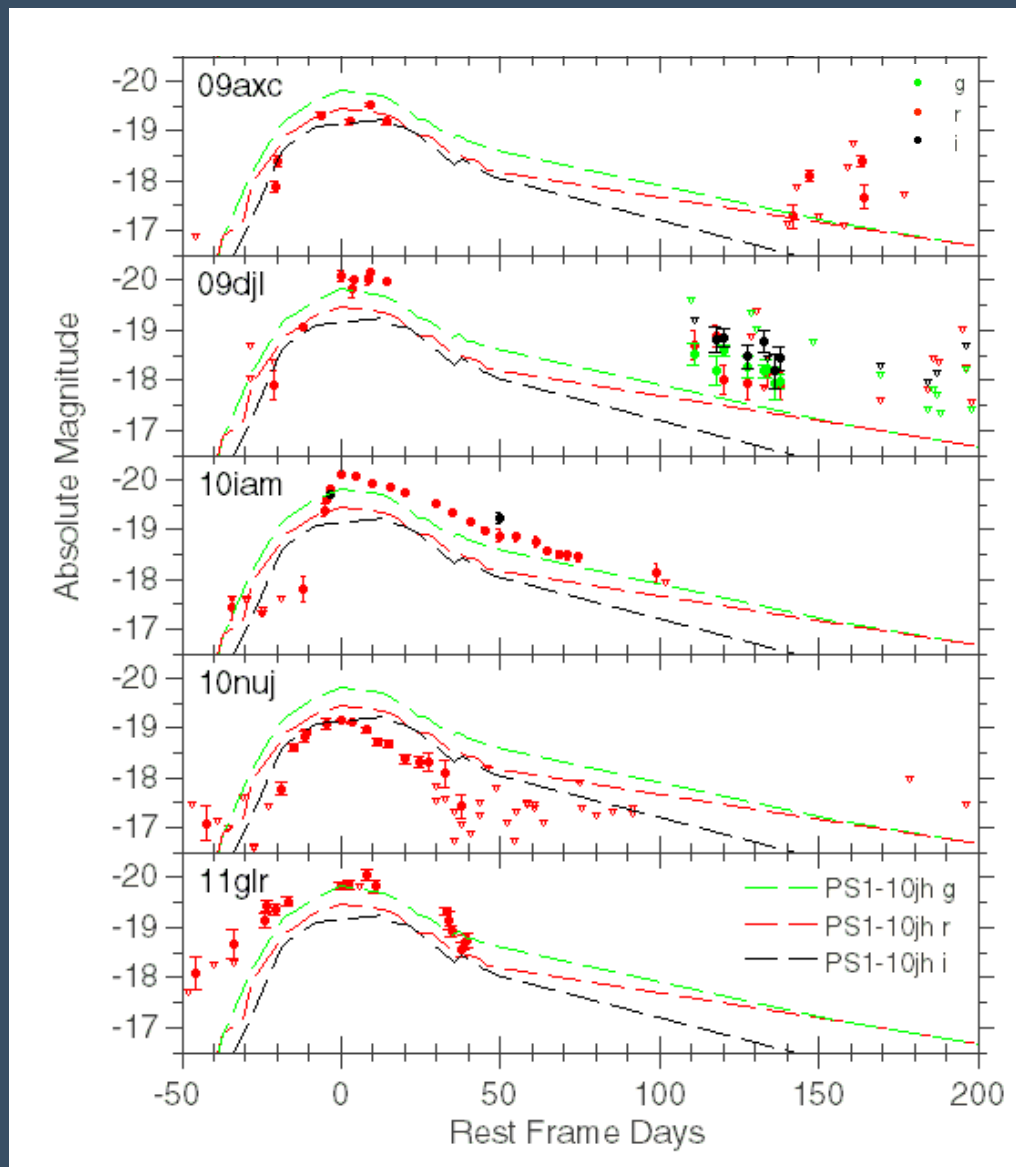 Absolute Magnitude
09axc
g
r
i
-20
-19
-18
-17
09djl
-20
-19
-18
-17
10iam
-20
-19
-18
-17
10nuj
-20
-19
-18
-17
11glr
-20
-19
-18
-17
PS1-10jh g
PS1-10jh r
PS1-10jh i
-50 0 50 100 150 200
Rest Frame Days